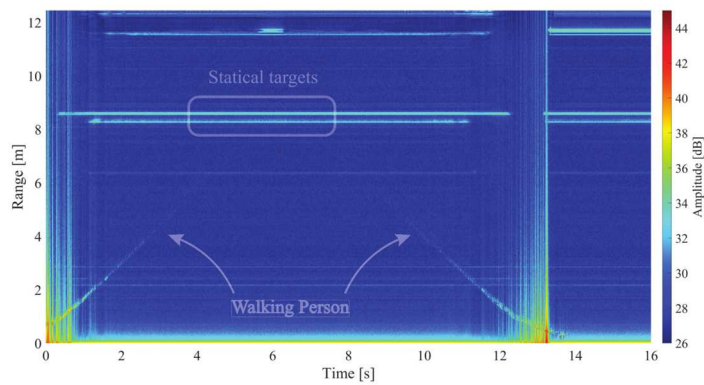 12
10
8
6
4
2
0
Range [m]
Statical targets
Walking Person
0 2 4 6 8 10 12 14 16
Time [s]
44
42
40
38
36
34
32
30
28
26
Amplitude [dB]